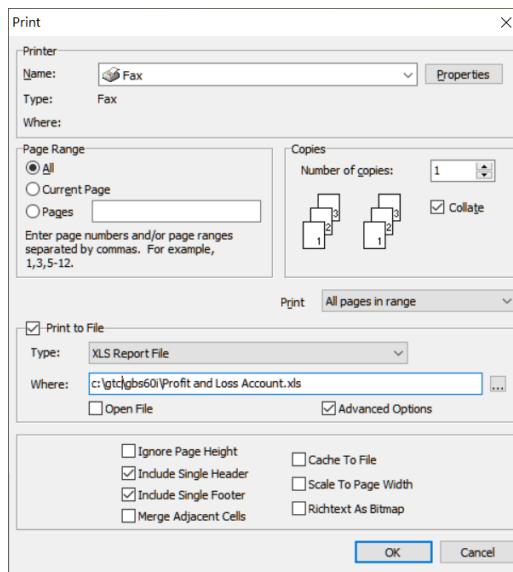 Print
Printer
Name:
Fax
Properties
Type:
Fax
Where:
Page Range
All
Current Page
Pages
Enter page numbers and/or page ranges
separated by commas. For example,
1,3,5-12.
Copies
Number of copies:
1
1 2 3
1 2 3
Collate
Print
All pages in range
Print to File
Type:
XLS Report File
Where:
c:\gtc\gbs60i\Profit and Loss Account.xls
...
Open File
Advanced Options
Ignore Page Height
Include Single Header
Include Single Footer
Merge Adjacent Cells
Cache To File
Scale To Page Width
Richtext As Bitmap
OK
Cancel